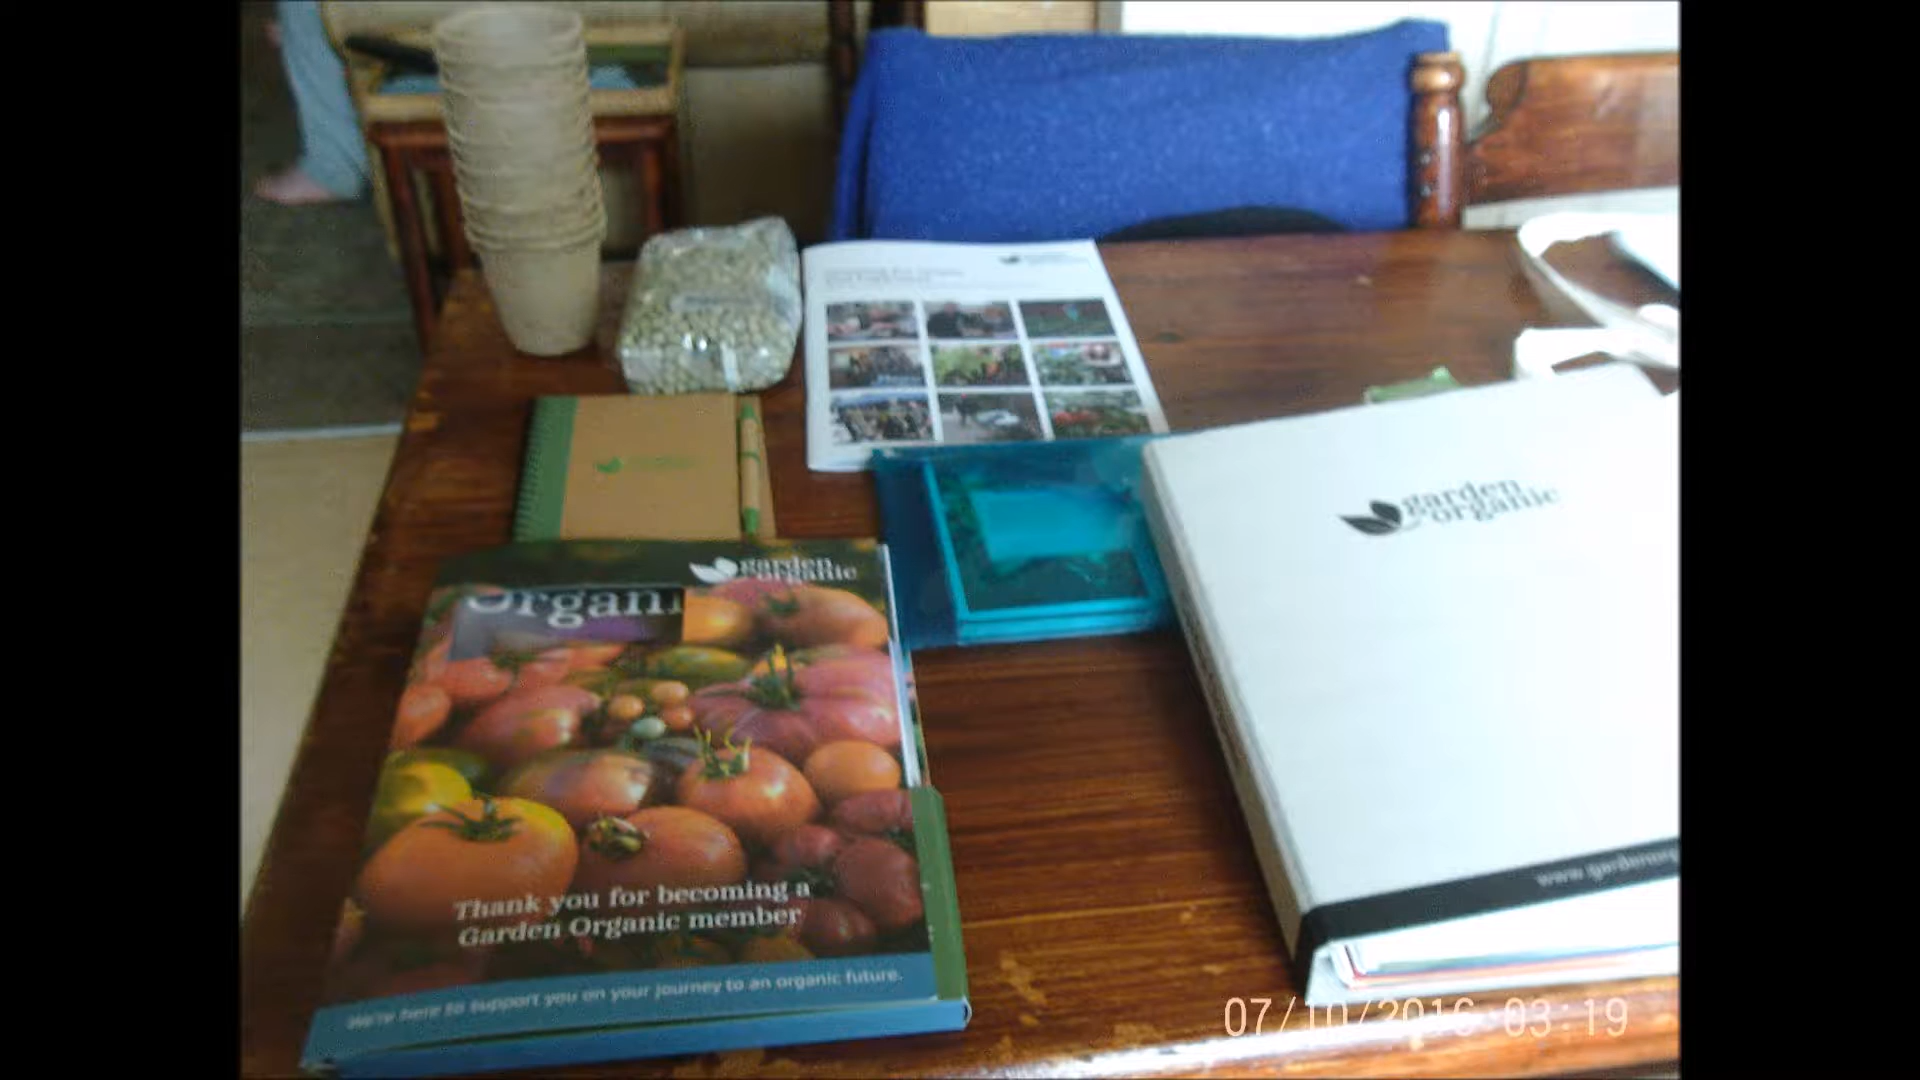 garden
organic
garden
organic
Organi
Thank you for becoming a
Garden Organic member
We're here to support you on your journey to an organic future.
07/10/2016 03:19